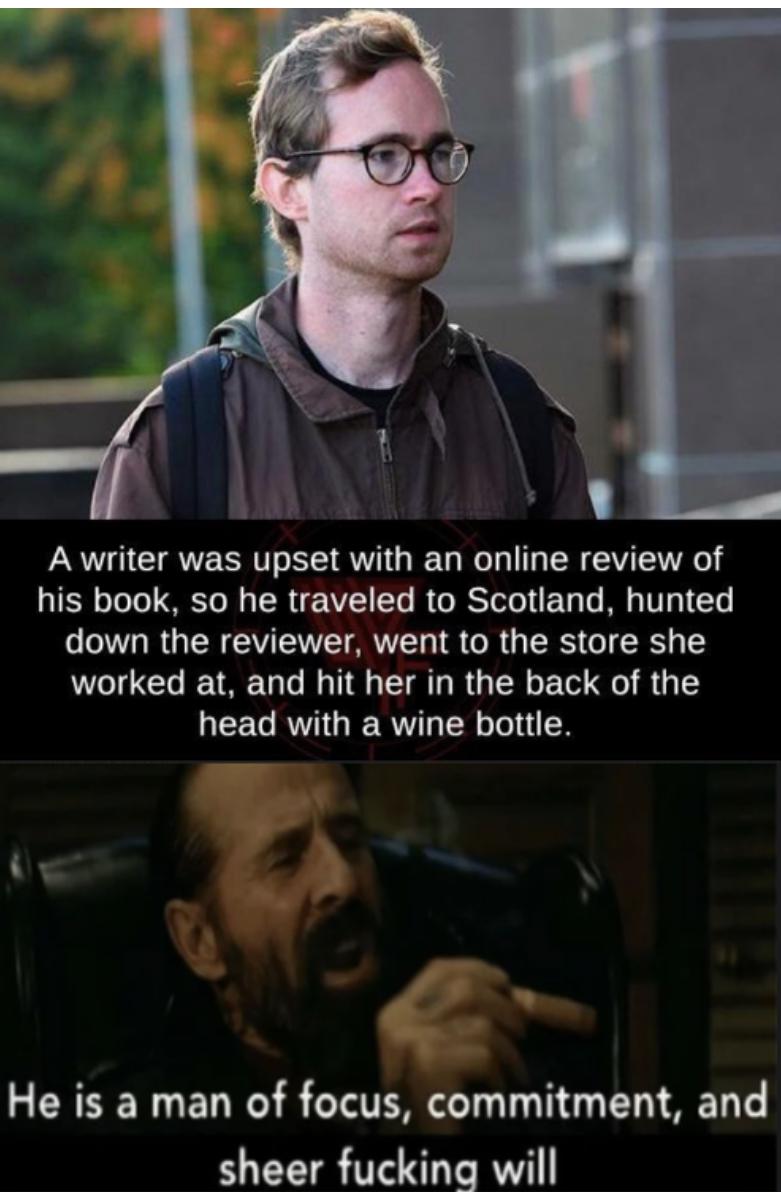 A writer was upset with an online review of
his book, so he traveled to Scotland, hunted
down the reviewer, went to the store she
worked at, and hit her in the back of the
head with a wine bottle.
He is a man of focus, commitment, and
sheer fucking will